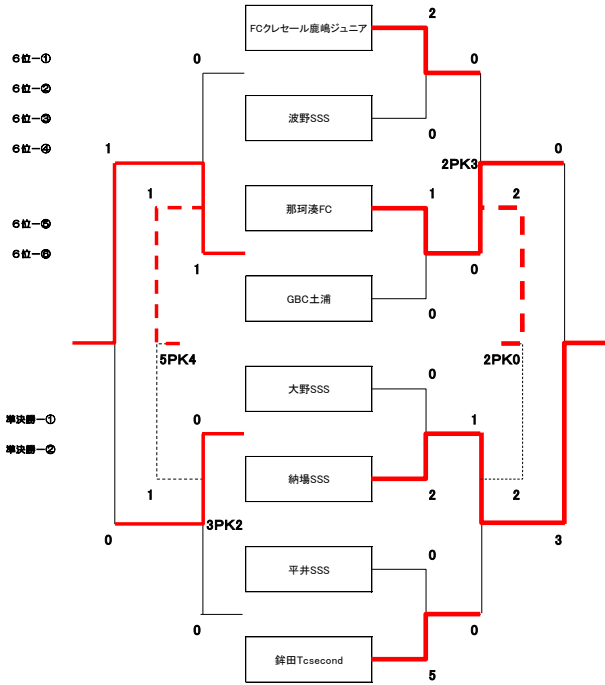 2
FCクレセール鹿嶋ジュニア
6位ー①
0
0
6位ー②
波野SSS
6位ー③
0
6位ー④
1
0
2PK3
1
1
2
那珂湊FC
6位ー⑤
6位ー⑥
1
0
GBC土浦
0
5PK4
2PK0
0
大野SSS
準決勝ー①
0
1
準決勝ー②
納場SSS
1
2
2
3PK2
0
3
0
平井SSS
0
0
鉾田Tcsecond
5